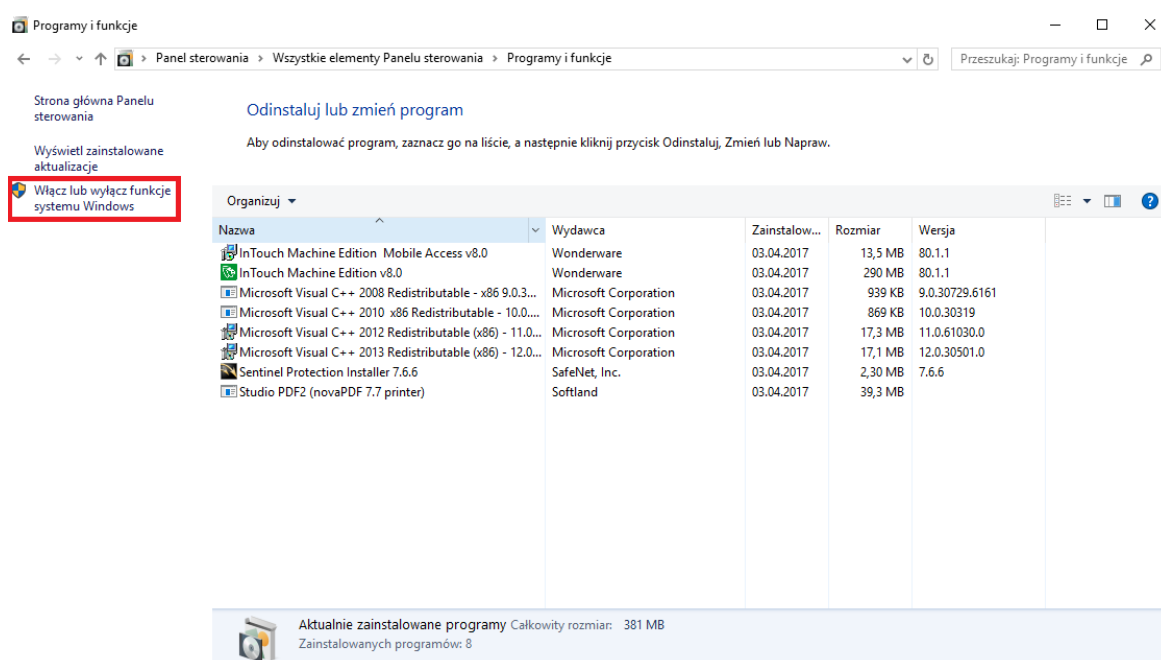 Programy i funkcje
Panel sterowania > Wszystkie elementy Panelu sterowania > Programy i funkcje
Przeszukaj: Programy i funkcje
Strona główna Panelu
sterowania
Wyświetl zainstalowane
aktualizacje
Włącz lub wyłącz funkcje
systemu Windows
Odinstaluj lub zmień program
Aby odinstalować program, zaznacz go na liście, a następnie kliknij przycisk Odinstaluj, Zmień lub Napraw.
Organizuj
Nazwa Wydawca Zainstalow... Rozmiar Wersja
InTouch Machine Edition Mobile Access v8.0 Wonderware 03.04.2017 13,5 MB 80.1.1
InTouch Machine Edition v8.0 Wonderware 03.04.2017 290 MB 80.1.1
Microsoft Visual C++ 2008 Redistributable - x86 9.0.3... Microsoft Corporation 03.04.2017 939 KB 9.0.30729.6161
Microsoft Visual C++ 2010 x86 Redistributable - 10.0.... Microsoft Corporation 03.04.2017 869 KB 10.0.30319
Microsoft Visual C++ 2012 Redistributable (x86) - 11.0... Microsoft Corporation 03.04.2017 17,3 MB 11.0.61030.0
Microsoft Visual C++ 2013 Redistributable (x86) - 12.0... Microsoft Corporation 03.04.2017 17,1 MB 12.0.30501.0
Sentinel Protection Installer 7.6.6 SafeNet, Inc. 03.04.2017 2,30 MB 7.6.6
Studio PDF2 (novaPDF 7.7 printer) Softland 03.04.2017 39,3 MB
Aktualnie zainstalowane programy Całkowity rozmiar: 381 MB
Zainstalowanych programów: 8